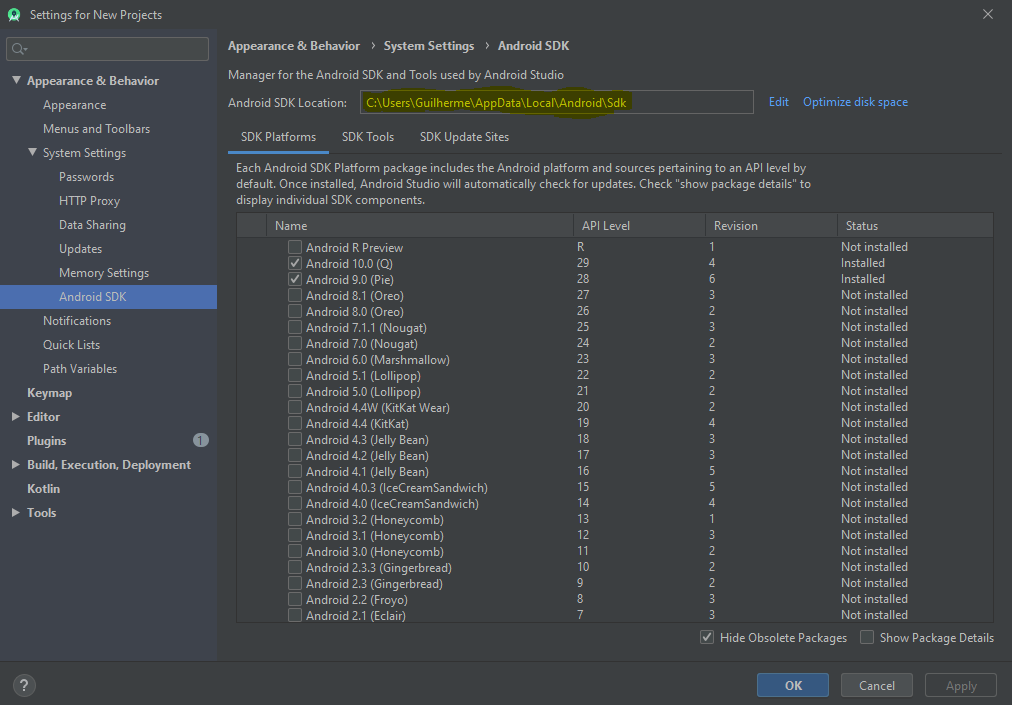 Settings for New Projects
Appearance & Behavior › System Settings › Android SDK
Manager for the Android SDK and Tools used by Android Studio
Android SDK Location: C:\Users\Guilherme\AppData\Local\Android\Sdk Edit Optimize disk space
Appearance & Behavior
Appearance
Menus and Toolbars
System Settings
Passwords
HTTP Proxy
Data Sharing
Updates
Memory Settings
Android SDK
Notifications
Quick Lists
Path Variables
Keymap
Editor
Plugins 1
Build, Execution, Deployment
Kotlin
Tools
SDK Platforms SDK Tools SDK Update Sites
Each Android SDK Platform package includes the Android platform and sources pertaining to an API level by
default. Once installed, Android Studio will automatically check for updates. Check "show package details" to
display individual SDK components.
Name API Level Revision Status
Android R Preview R 1 Not installed
Android 10.0 (Q) 29 4 Installed
Android 9.0 (Pie) 28 6 Installed
Android 8.1 (Oreo) 27 3 Not installed
Android 8.0 (Oreo) 26 2 Not installed
Android 7.1.1 (Nougat) 25 3 Not installed
Android 7.0 (Nougat) 24 2 Not installed
Android 6.0 (Marshmallow) 23 3 Not installed
Android 5.1 (Lollipop) 22 2 Not installed
Android 5.0 (Lollipop) 21 2 Not installed
Android 4.4W (KitKat Wear) 20 2 Not installed
Android 4.4 (KitKat) 19 4 Not installed
Android 4.3 (Jelly Bean) 18 3 Not installed
Android 4.2 (Jelly Bean) 17 3 Not installed
Android 4.1 (Jelly Bean) 16 5 Not installed
Android 4.0.3 (IceCreamSandwich) 15 5 Not installed
Android 4.0 (IceCreamSandwich) 14 4 Not installed
Android 3.2 (Honeycomb) 13 1 Not installed
Android 3.1 (Honeycomb) 12 3 Not installed
Android 3.0 (Honeycomb) 11 2 Not installed
Android 2.3.3 (Gingerbread) 10 2 Not installed
Android 2.3 (Gingerbread) 9 2 Not installed
Android 2.2 (Froyo) 8 3 Not installed
Android 2.1 (Eclair) 7 3 Not installed
Hide Obsolete Packages Show Package Details
? OK Cancel Apply